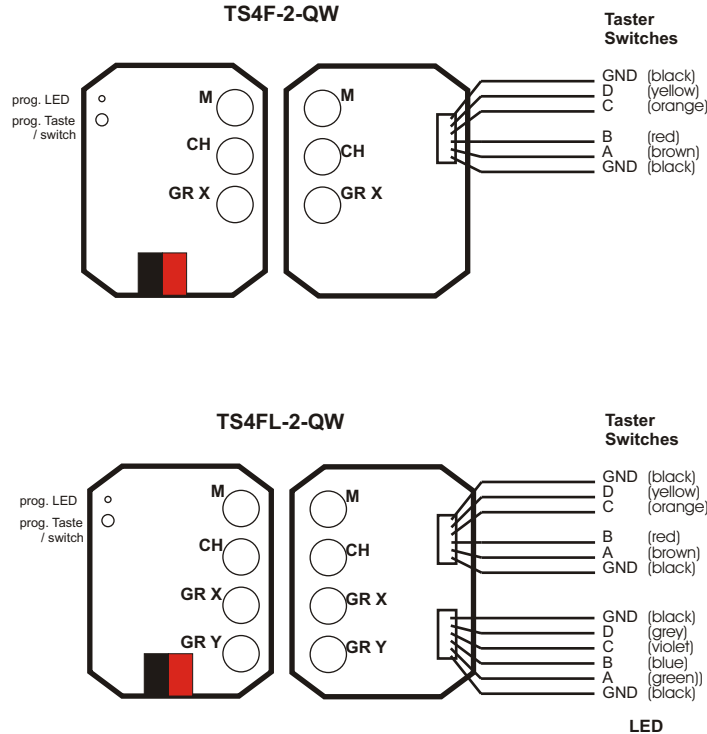 TS4F-2-QW
Taster
Switches
prog. LED
prog. Taste
/ switch
M
CH
GR X
M
CH
GR X
GND (black)
D (yellow)
C (orange)
B (red)
A (brown)
GND (black)
TS4FL-2-QW
Taster
Switches
prog. LED
prog. Taste
/ switch
M
CH
GR X
GR Y
M
CH
GR X
GR Y
GND (black)
D (yellow)
C (orange)
B (red)
A (brown)
GND (black)
GND (black)
D (grey)
C (violet)
B (blue)
A (green))
GND (black)
LED